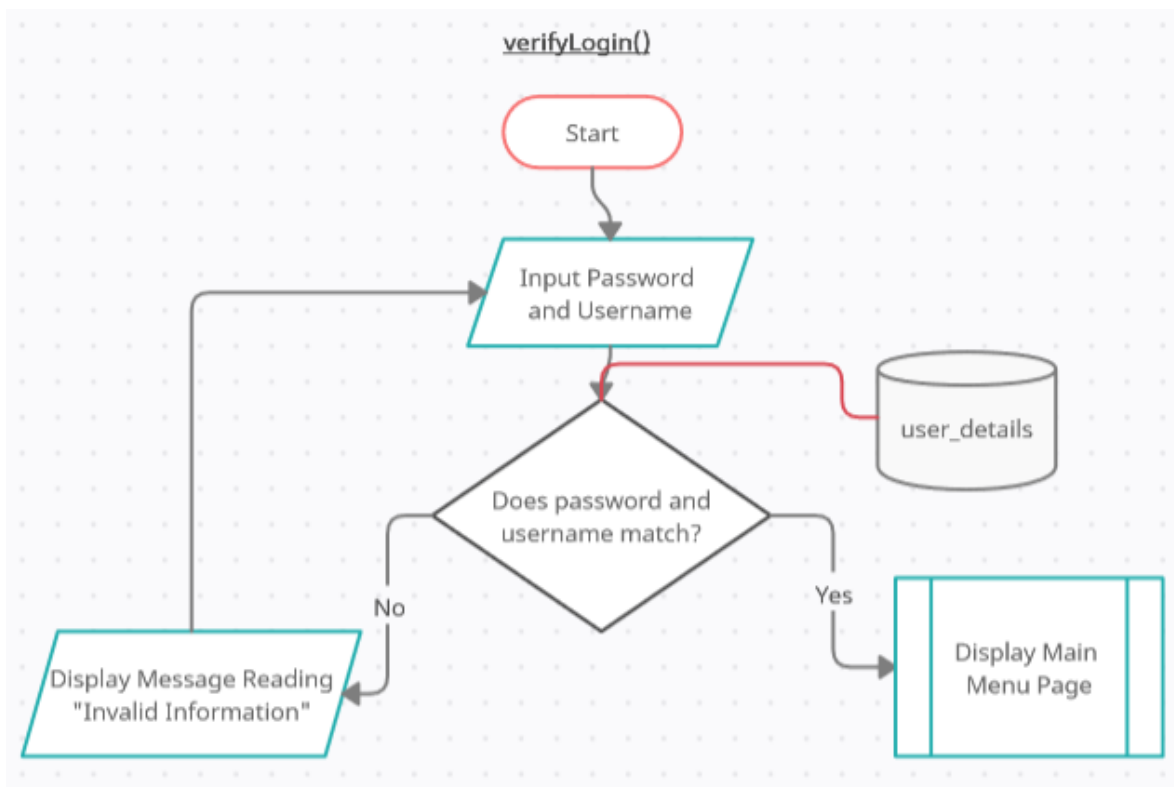 verifyLogin()
Start
Input Password
and Username
user_details
Does password and
username match?
No
Yes
Display Message Reading
"Invalid Information"
Display Main
Menu Page